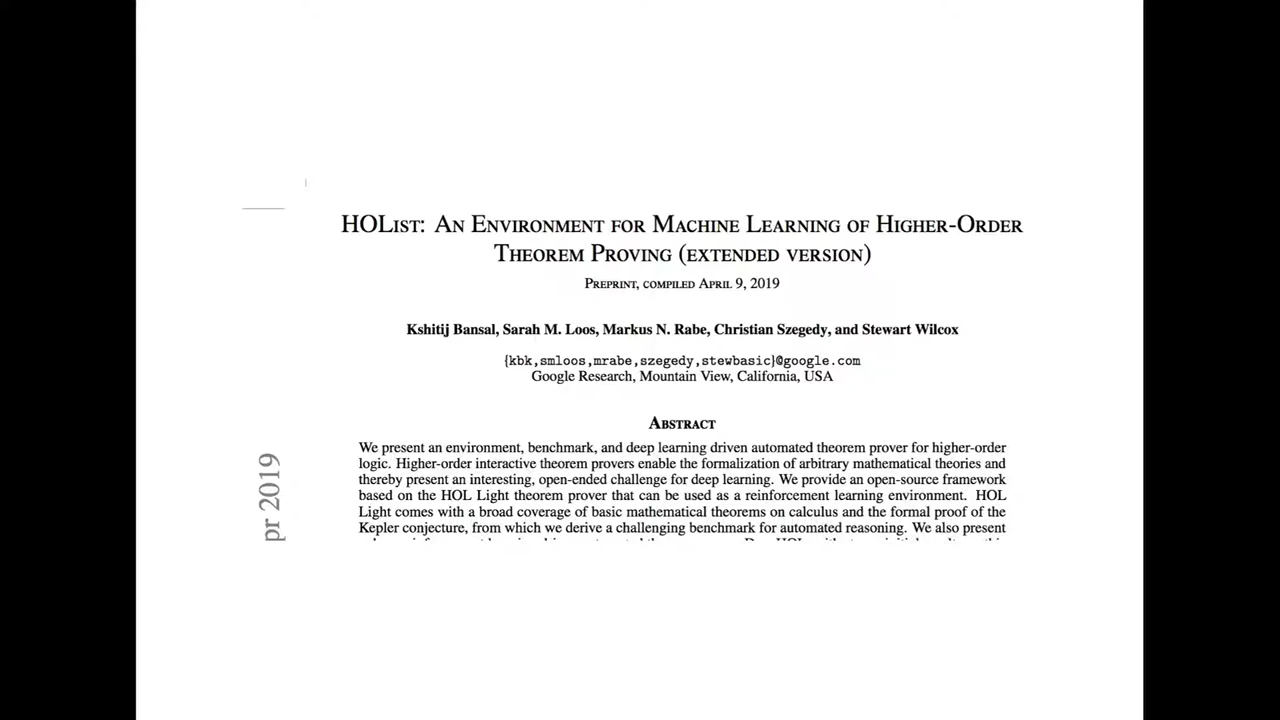 HOList: An Environment for Machine Learning of Higher-Order
Theorem Proving (extended version)
Preprint, compiled April 9, 2019
Kshitij Bansal, Sarah M. Loos, Markus N. Rabe, Christian Szegedy, and Stewart Wilcox
{kbk,smloos,mrabe,szegedy,stewbasic}@google.com
Google Research, Mountain View, California, USA
Abstract
We present an environment, benchmark, and deep learning driven automated theorem prover for higher-order
logic. Higher-order interactive theorem provers enable the formalization of arbitrary mathematical theories and
thereby present an interesting, open-ended challenge for deep learning. We provide an open-source framework
based on the HOL Light theorem prover that can be used as a reinforcement learning environment. HOL
Light comes with a broad coverage of basic mathematical theorems on calculus and the formal proof of the
Kepler conjecture, from which we derive a challenging benchmark for automated reasoning. We also present
pr 2019